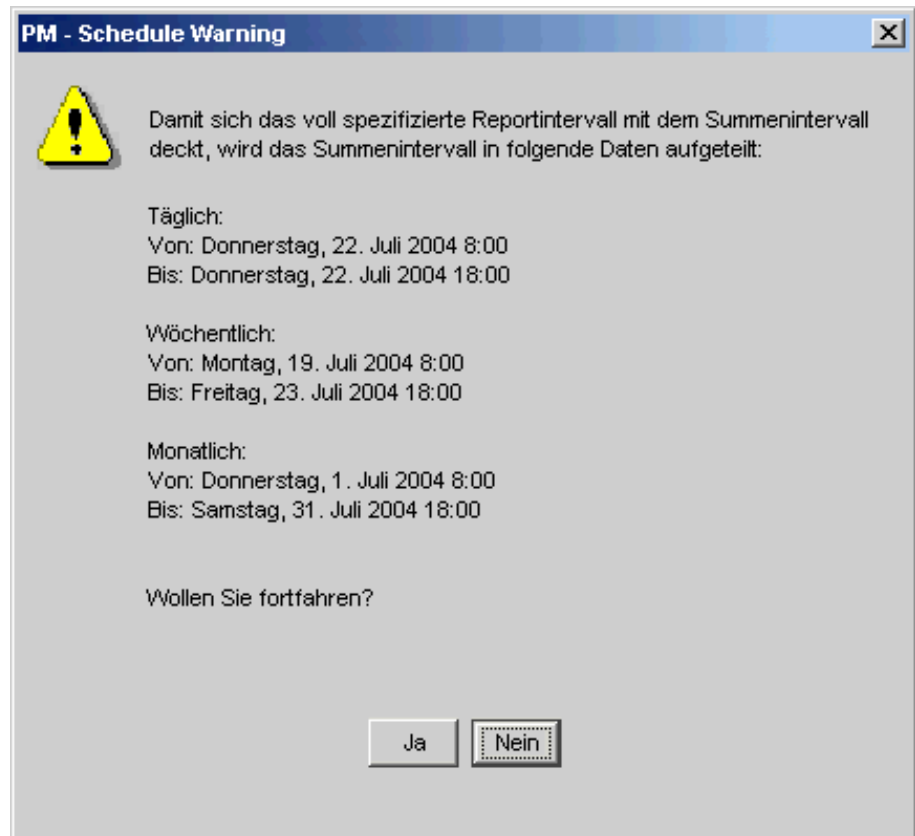 PM - Schedule Warning
Damit sich das voll spezifizierte Reportintervall mit dem Summenintervall
deckt, wird das Summenintervall in folgende Daten aufgeteilt:
Täglich:
Von: Donnerstag, 22. Juli 2004 8:00
Bis: Donnerstag, 22. Juli 2004 18:00
Wöchentlich:
Von: Montag, 19. Juli 2004 8:00
Bis: Freitag, 23. Juli 2004 18:00
Monatlich:
Von: Donnerstag, 1. Juli 2004 8:00
Bis: Samstag, 31. Juli 2004 18:00
Wollen Sie fortfahren?
Ja Nein